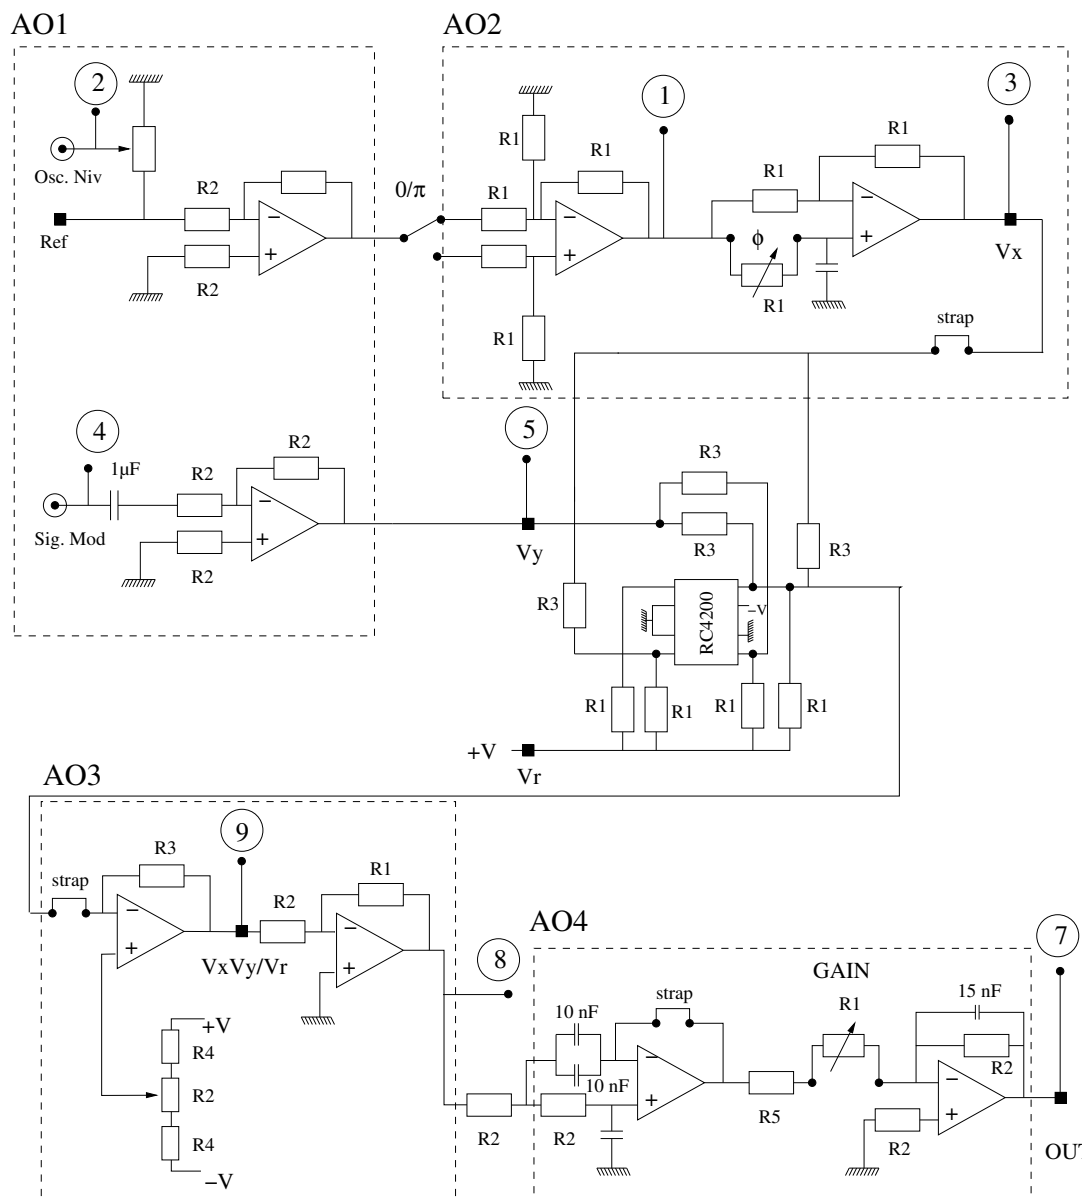 AO1
AO2
2
1
3
R1
R1
R1
R1
Osc. Niv
R2
0/π
R1
Ref
−
−
−
+
+
+
ϕ
Vx
R2
R1
R1
strap
4
5
1µF
R2
R2
R3
−
+
Sig. Mod
R2
Vy
R3
R3
R3
RC4200
−V
R1
R1
R1
R1
+V
Vr
AO3
9
R3
R1
strap
R2
−
+
−
+
VxVy/Vr
AO4
8
7
GAIN
strap
10 nF
R1
15 nF
10 nF
−
+
R2
−
+
+V
R4
R2
R4
−V
R2
R2
R5
R2
OUT